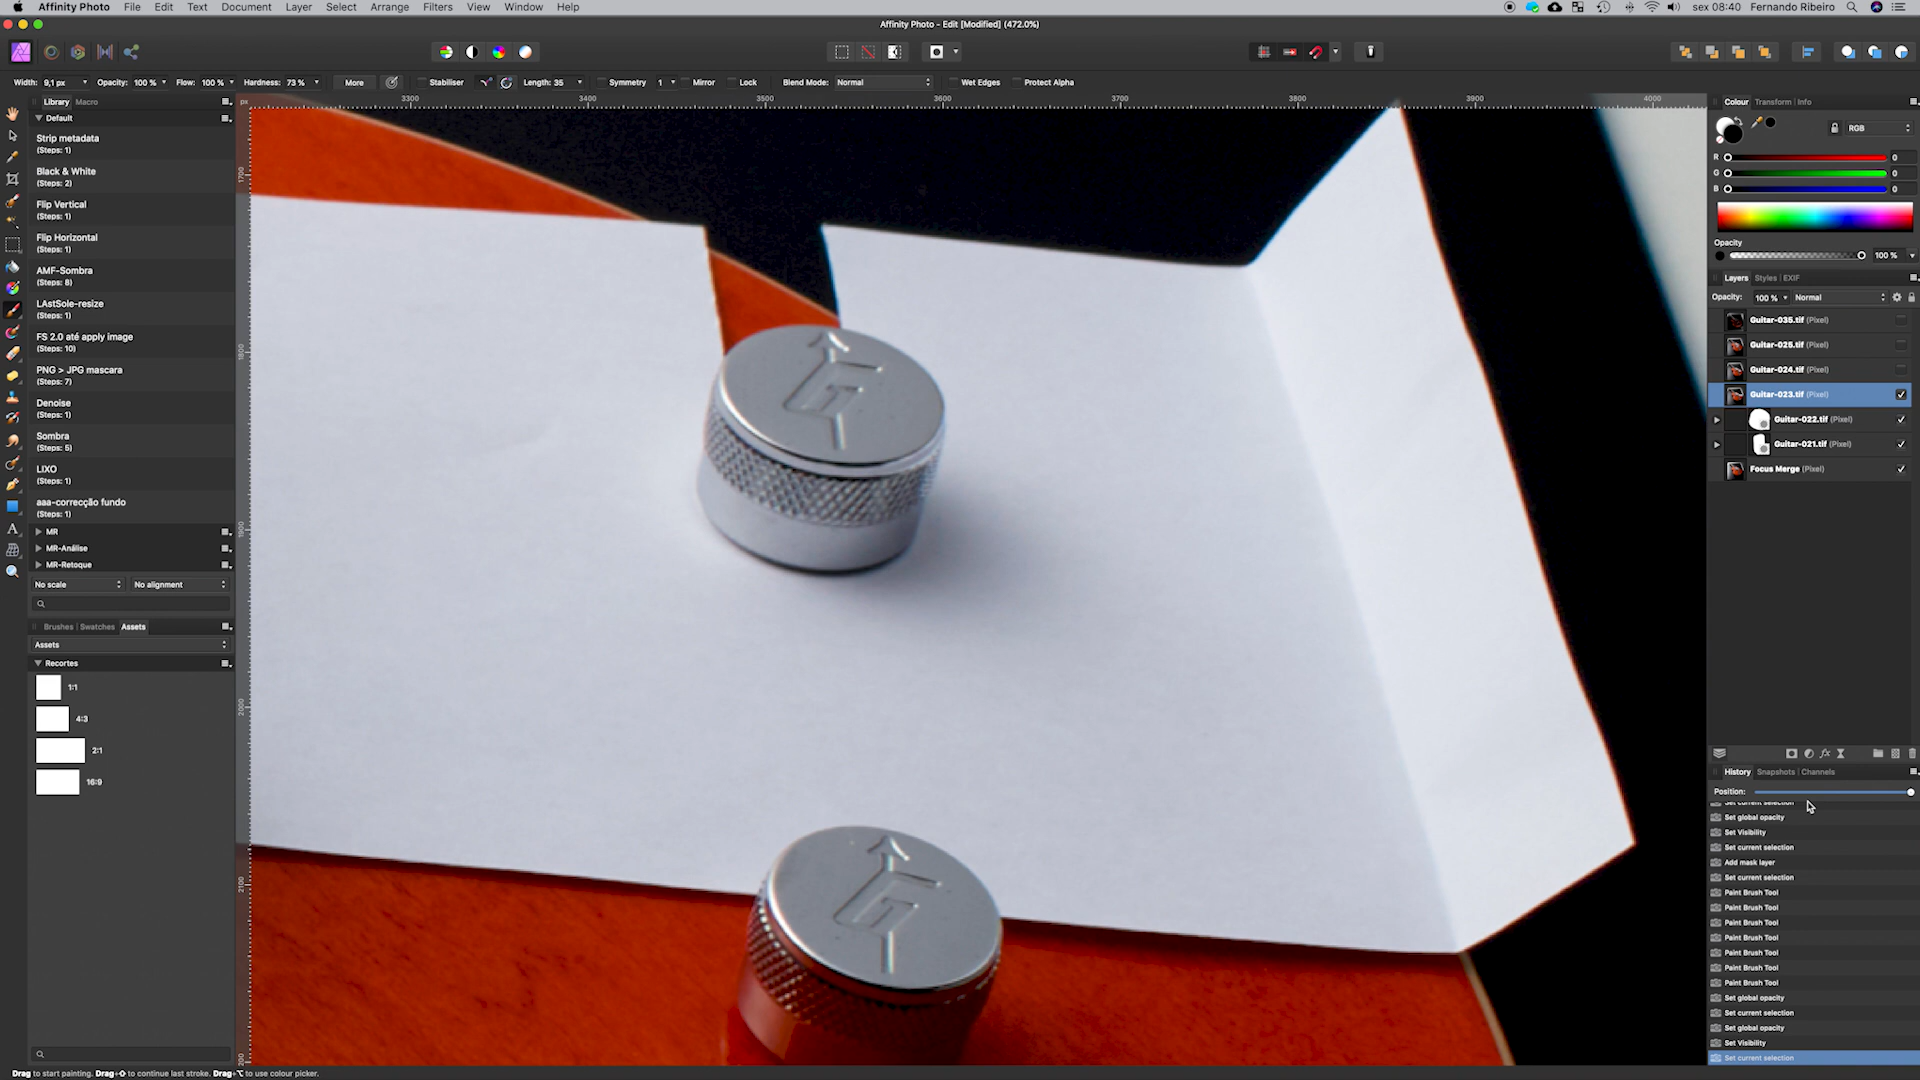 Affinity Photo File Edit Text Document Layer Select Arrange Filters View Window Help sex 08:40 Fernando Ribeiro
Affinity Photo - Edit [Modified] (472.0%)
Width: 9,1 px Opacity: 100 % Flow: 100 % Hardness: 73 % More Stabiliser Length: 35 Symmetry 1 Mirror Lock Blend Mode: Normal Wet Edges Protect Alpha
Library Macro
px 3300 3400 3500 3600 3700 3800 3900 4000
Default
Strip metadata
(Steps: 1)
Black & White
(Steps: 2)
Flip Vertical
(Steps: 1)
Flip Horizontal
(Steps: 1)
AMF-Sombra
(Steps: 8)
LAstSole-resize
(Steps: 1)
FS 2.0 até apply image
(Steps: 10)
PNG > JPG mascara
(Steps: 7)
Denoise
(Steps: 1)
Sombra
(Steps: 5)
LIXO
(Steps: 1)
aaa-correcção fundo
(Steps: 1)
MR
MR-Análise
MR-Retoque
No scale No alignment
Brushes Swatches Assets
Assets
Recortes
1:1
4:3
2:1
16:9
1700
1800
1900
2000
2100
G
G
Colour Transform Info
RGB
R 0
G 0
B 0
Opacity
100 %
Layers Styles EXIF
Opacity: 100 % Normal
Guitar-035.tif (Pixel)
Guitar-025.tif (Pixel)
Guitar-024.tif (Pixel)
Guitar-023.tif (Pixel)
Guitar-022.tif (Pixel)
Guitar-021.tif (Pixel)
Focus Merge (Pixel)
History Snapshots Channels
Position:
Set current selection
Set global opacity
Set Visibility
Set current selection
Add mask layer
Set current selection
Paint Brush Tool
Paint Brush Tool
Paint Brush Tool
Paint Brush Tool
Paint Brush Tool
Paint Brush Tool
Paint Brush Tool
Set global opacity
Set current selection
Set global opacity
Set Visibility
Set current selection
Drag to start painting. Drag+⇧ to continue last stroke. Drag+⌥ to use colour picker.